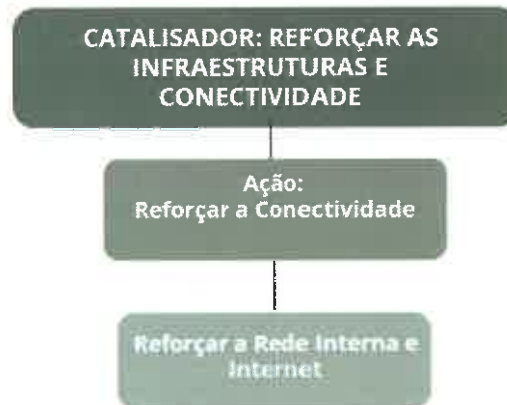 CATALISADOR: REFORÇAR AS
INFRAESTRUTURAS E
CONECTIVIDADE
Ação:
Reforçar a Conectividade
Reforçar a Rede Interna e
Internet